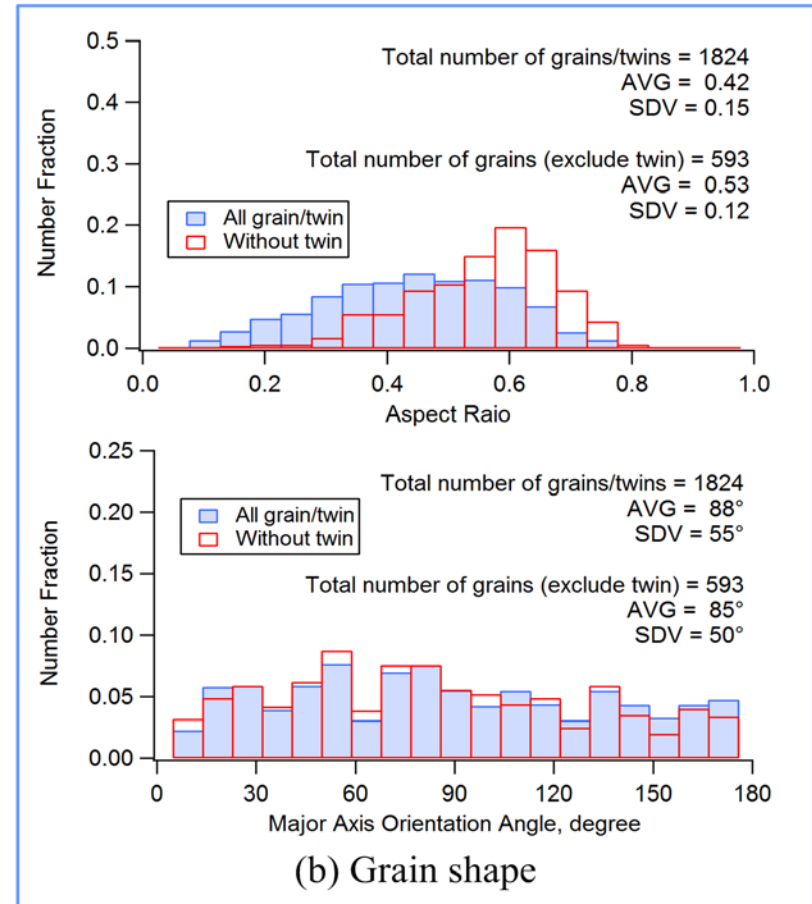 0.5
Total number of grains/twins = 1824
AVG = 0.42
0.4
SDV = 0.15
0.3
Total number of grains (exclude twin) = 593
AVG = 0.53
SDV = 0.12
Number Fraction
All grain/twin
Without twin
0.2
0.1
0.0
0.0 0.2 0.4 0.6 0.8 1.0
Aspect Raio
0.25
Total number of grains/twins = 1824
AVG = 88°
SDV = 55°
0.20
All grain/twin
Without twin
0.15
Total number of grains (exclude twin) = 593
AVG = 85°
SDV = 50°
Number Fraction
0.10
0.05
0.00
0 30 60 90 120 150 180
Major Axis Orientation Angle, degree
(b) Grain shape